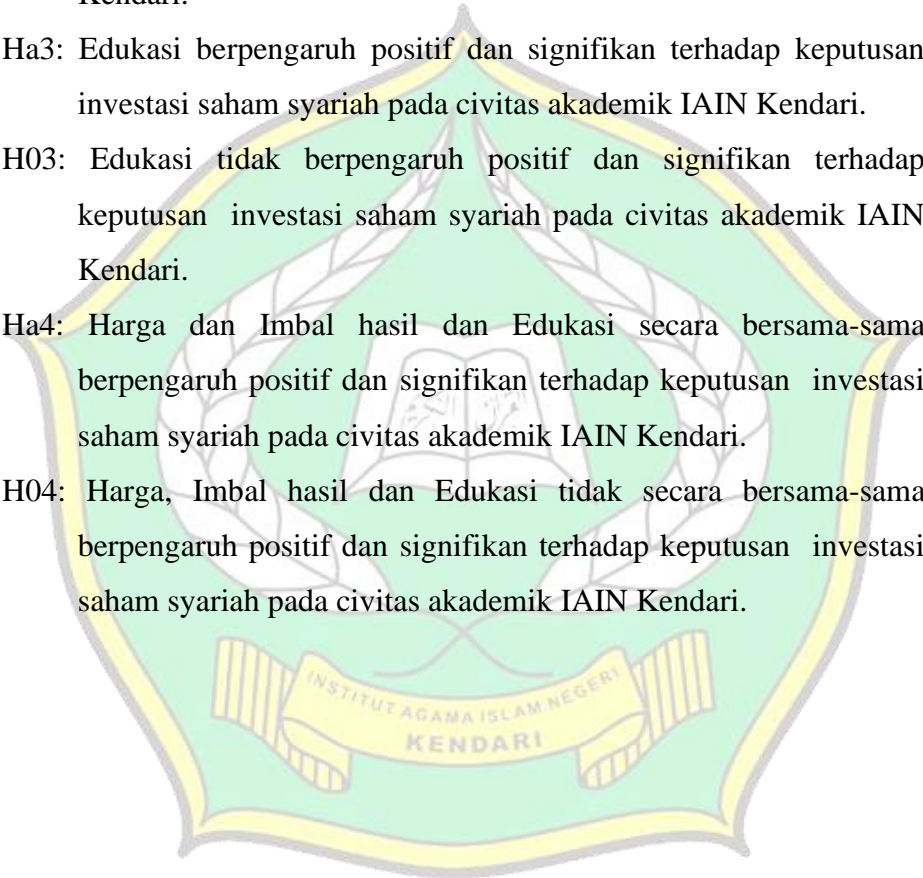 Kendari.
Ha3: Edukasi berpengaruh positif dan signifikan terhadap keputusan
investasi saham syariah pada civitas akademik IAIN Kendari.
H03: Edukasi tidak berpengaruh positif dan signifikan terhadap
keputusan investasi saham syariah pada civitas akademik IAIN
Kendari.
Ha4: Harga dan Imbal hasil dan Edukasi secara bersama-sama
berpengaruh positif dan signifikan terhadap keputusan investasi
saham syariah pada civitas akademik IAIN Kendari.
H04: Harga, Imbal hasil dan Edukasi tidak secara bersama-sama
berpengaruh positif dan signifikan terhadap keputusan investasi
saham syariah pada civitas akademik IAIN Kendari.
INSTITUT AGAMA ISLAM NEGERI
KENDARI